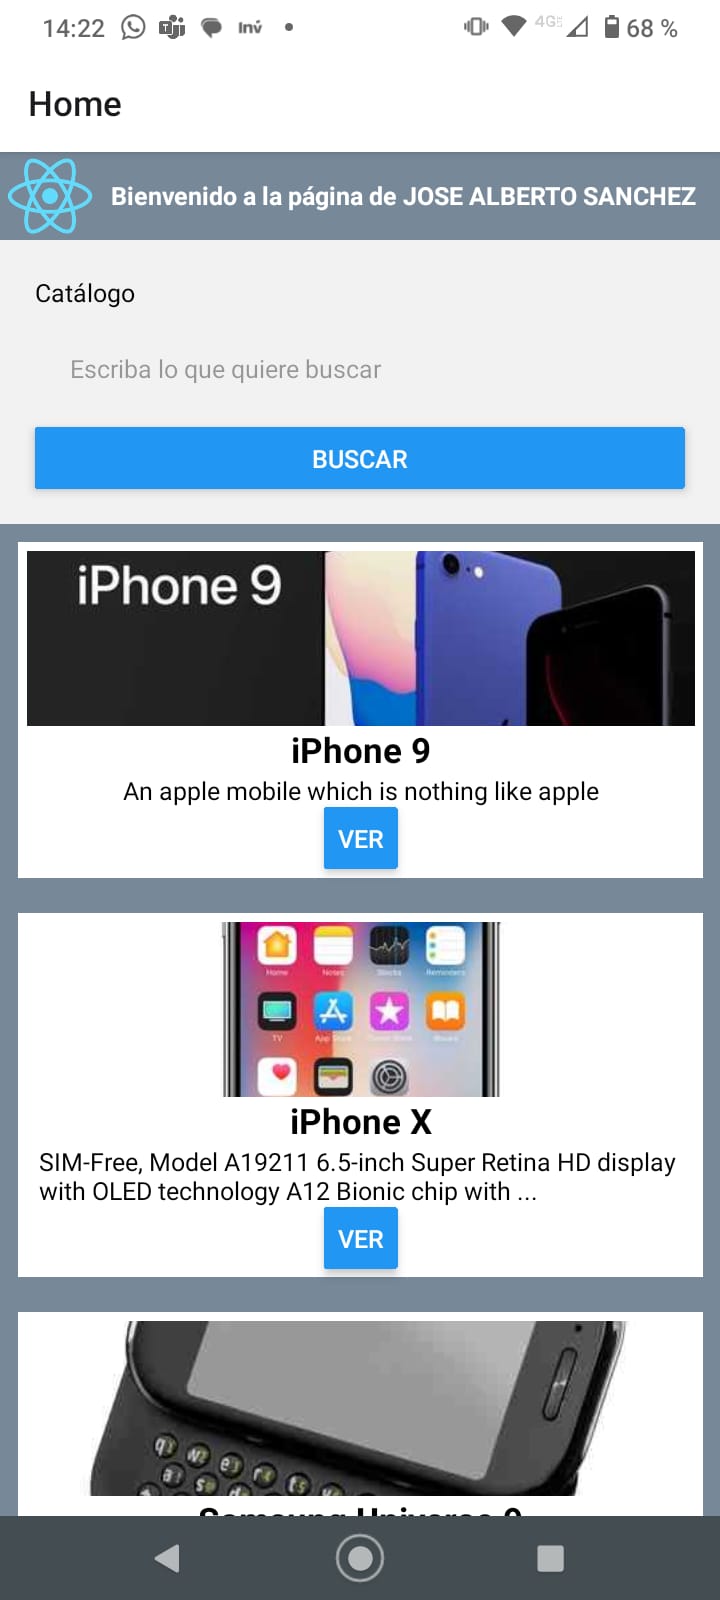 14:22
Inv
4G
68 %
Home
Bienvenido a la página de JOSE ALBERTO SANCHEZ
Catálogo
Escriba lo que quiere buscar
BUSCAR
iPhone 9
iPhone 9
An apple mobile which is nothing like apple
VER
Home Notes Stocks Reminders
TV App Store
iPhone X
SIM-Free, Model A19211 6.5-inch Super Retina HD display
with OLED technology A12 Bionic chip with ...
VER
Samsung Universe 9